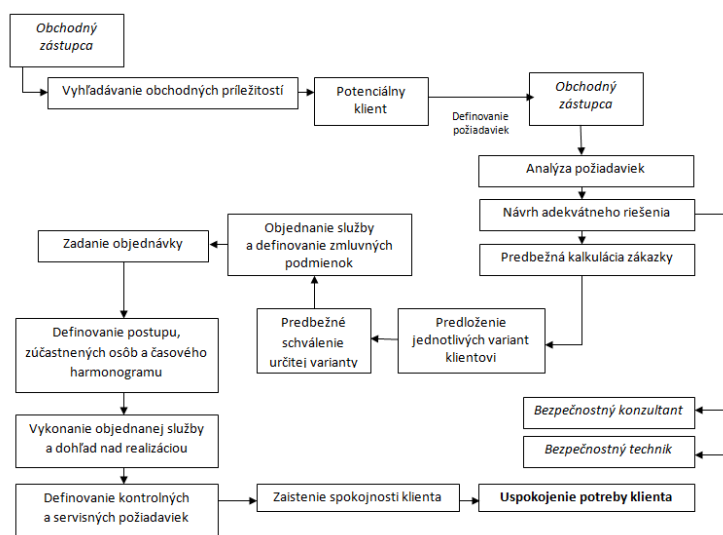 Obchodný
zástupca
Vyhľadávanie obchodných príležitostí
Potenciálny
klient
Definovanie
požiadaviek
Obchodný
zástupca
Analýza požiadaviek
Návrh adekvátneho riešenia
Predbežná kalkulácia zákazky
Predloženie
jednotlivých variant
klientovi
Predbežné
schválenie
určitej varianty
Objednanie služby
a definovanie zmluvných
podmienok
Zadanie objednávky
Definovanie postupu,
zúčastnených osôb a časového
harmonogramu
Vykonanie objednanej služby
a dohľad nad realizáciou
Definovanie kontrolných
a servisných požiadaviek
Zaistenie spokojnosti klienta
Uspokojenie potreby klienta
Bezpečnostný konzultant
Bezpečnostný technik